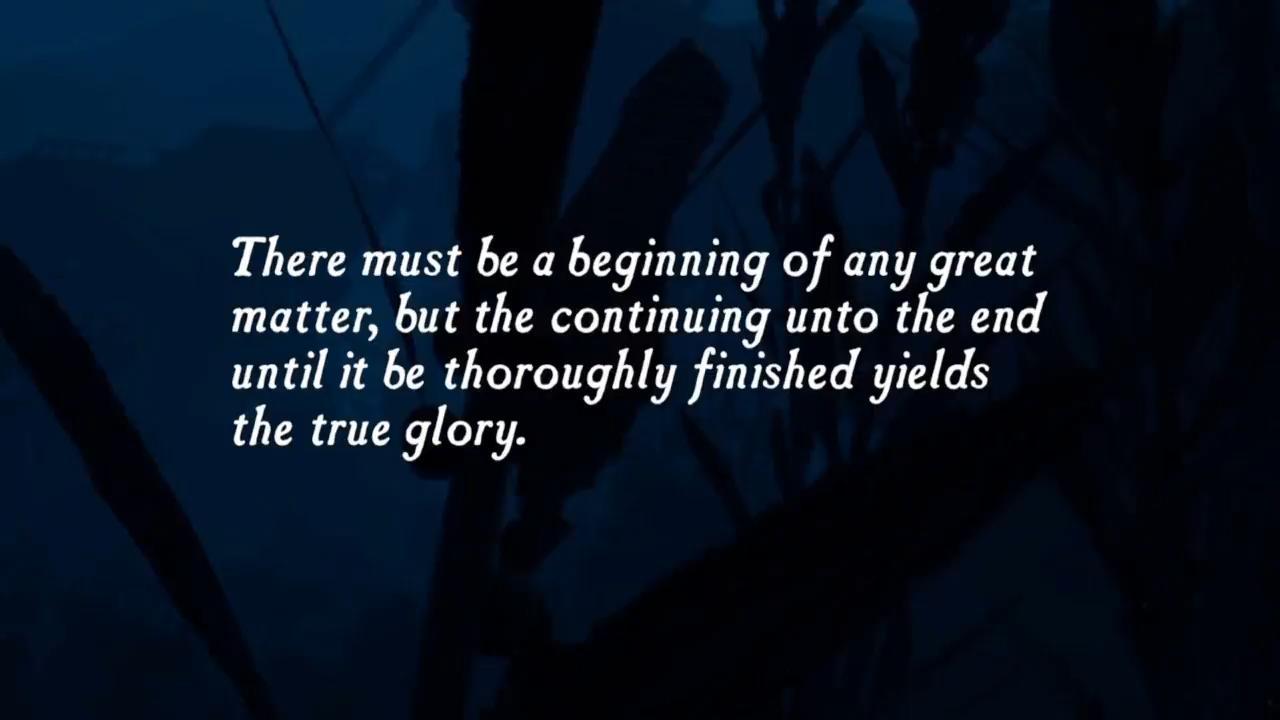 There must be a beginning of any great
matter, but the continuing unto the end
until it be thoroughly finished yields
the true glory.